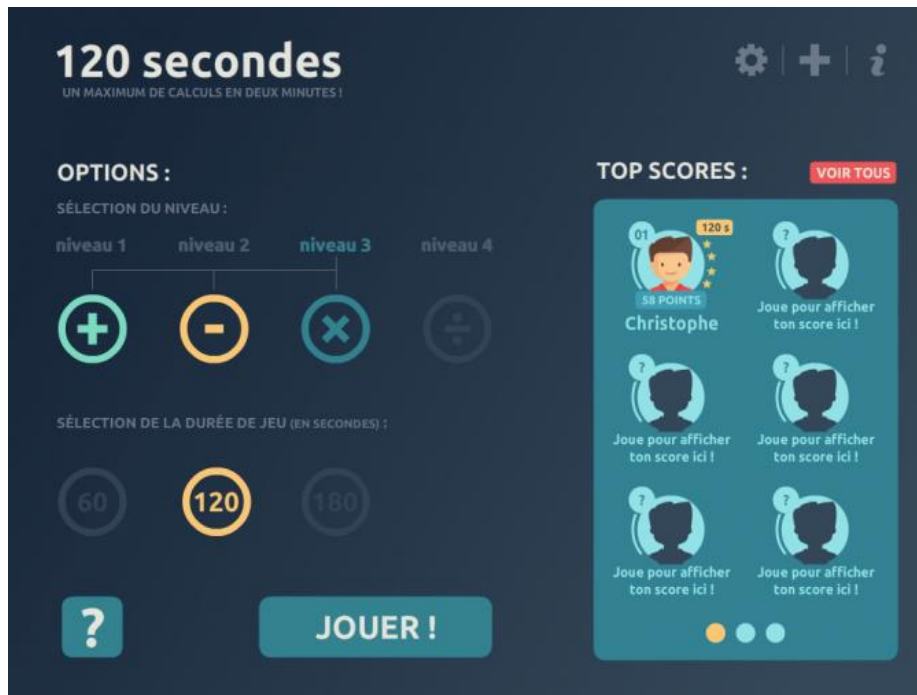 120 secondes
UN MAXIMUM DE CALCULS EN DEUX MINUTES !
OPTIONS :
SÉLECTION DU NIVEAU :
niveau 1 niveau 2 niveau 3 niveau 4
+ - × ÷
SÉLECTION DE LA DURÉE DE JEU (EN SECONDES) :
60 120 180
?
JOUER !
TOP SCORES :
VOIR TOUS
01
120 s
58 POINTS
Christophe
?
Joue pour afficher
ton score ici !
?
Joue pour afficher
ton score ici !
?
Joue pour afficher
ton score ici !
?
Joue pour afficher
ton score ici !
?
Joue pour afficher
ton score ici !